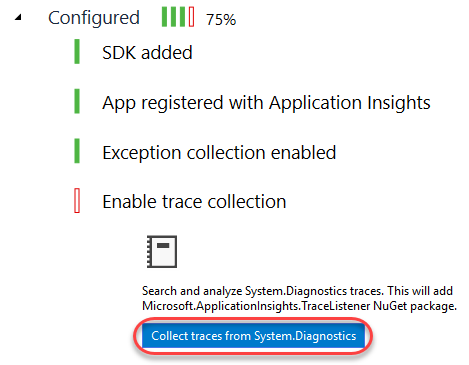 Configured 75%
SDK added
App registered with Application Insights
Exception collection enabled
Enable trace collection
Search and analyze System.Diagnostics traces. This will add
Microsoft.ApplicationInsights.TraceListener NuGet package.
Collect traces from System.Diagnostics